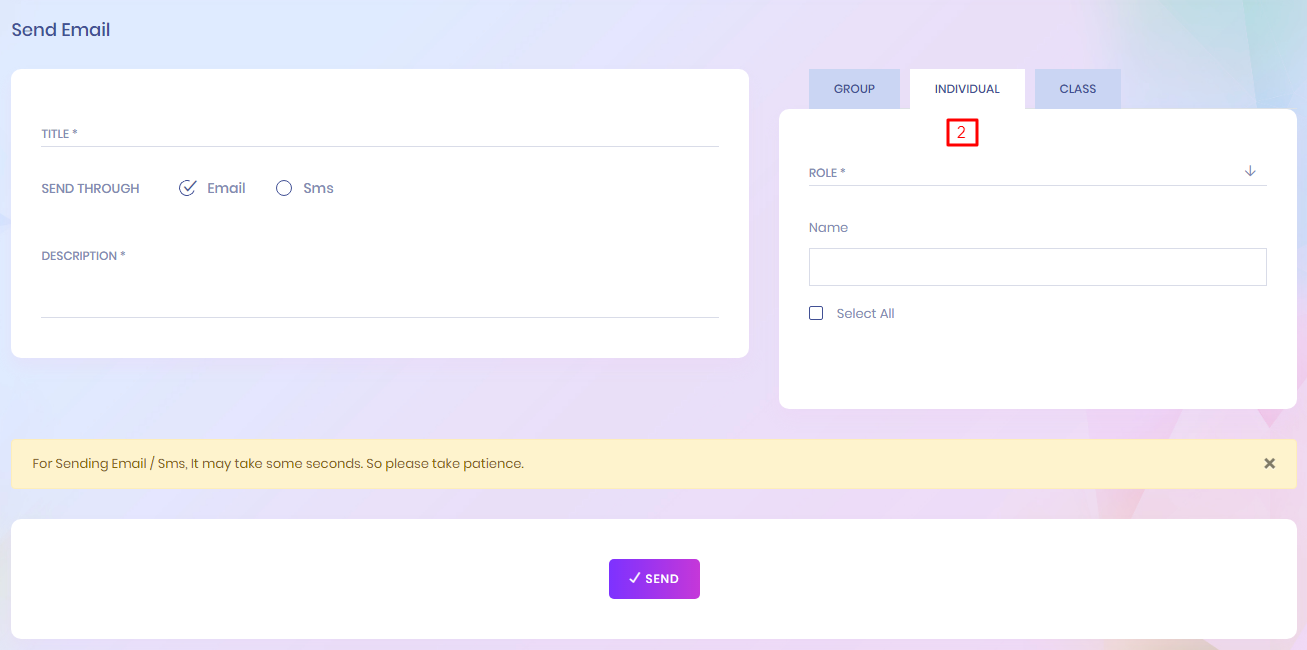 Send Email
TITLE *
SEND THROUGH Email Sms
DESCRIPTION *
GROUP INDIVIDUAL CLASS
2
ROLE *
Name
Select All
For Sending Email / Sms, It may take some seconds. So please take patience.
SEND